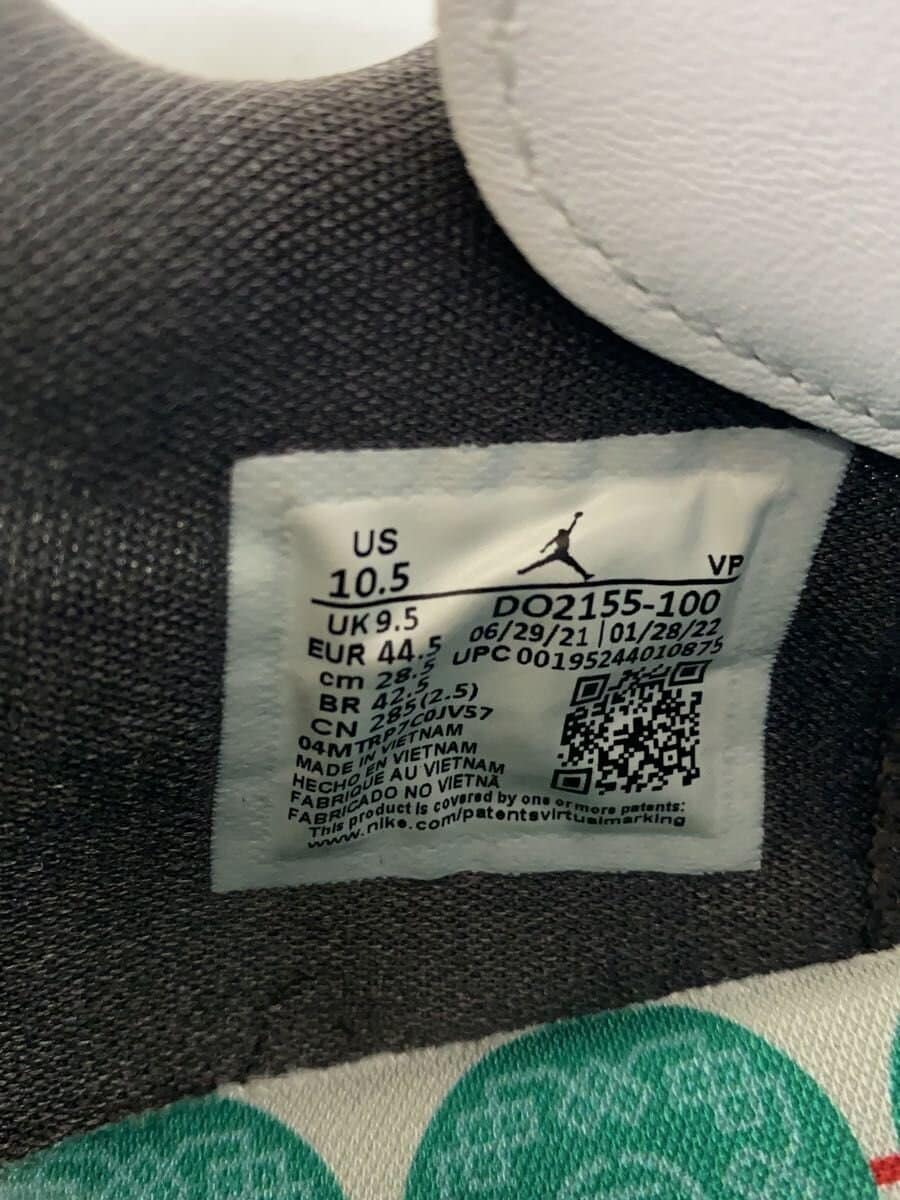 US
10.5
VP
UK 9.5
DO2155-100
EUR 44.5
06/29/21 | 01/28/22
cm 28.5
UPC 00195244010875
BR 42.5
CN 285(2.5)
04MTRP7C0JV57
MADE IN VIETNAM
HECHO EN VIETNAM
FABRIQUE AU VIETNAM
FABRICADO NO VIETNÃ
This product is covered by one or more patents:
www.nike.com/patentsvirtualmarking